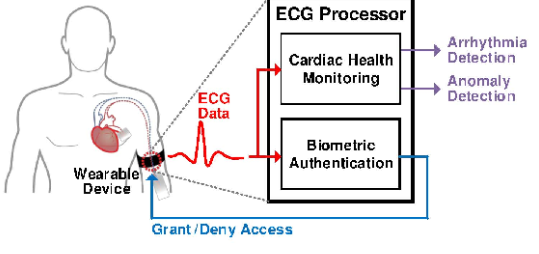 ECG Processor
Cardiac Health
Monitoring
Arrhythmia
Detection
Anomaly
Detection
ECG
Data
Biometric
Authentication
Wearable
Device
Grant/Deny Access